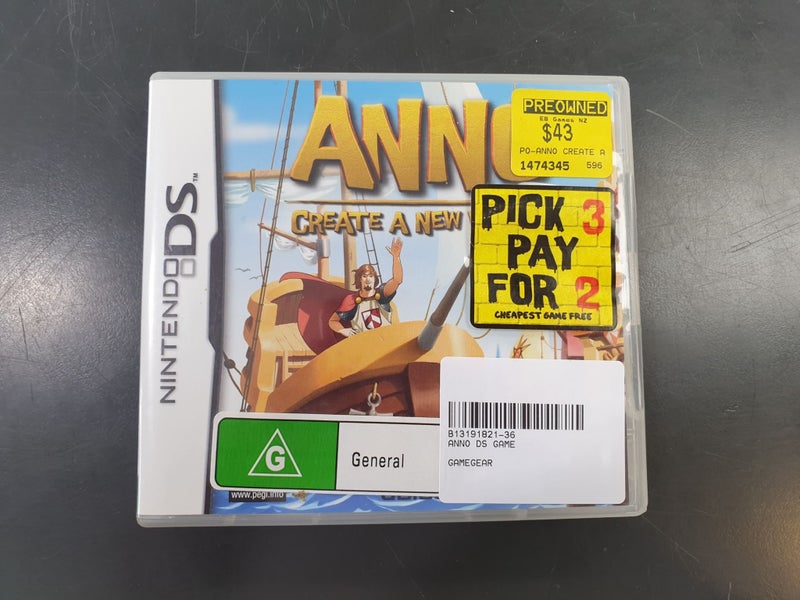 NINTENDO DS™
ANNO
CREATE A NEW
PREOWNED
EB Games NZ
$43
PO-ANNO CREATE A
1474345 596
PICK 3
PAY
FOR 2
CHEAPEST GAME FREE
G
General
B13191821-36
ANNO DS GAME
GAMEGEAR
www.pegi.info